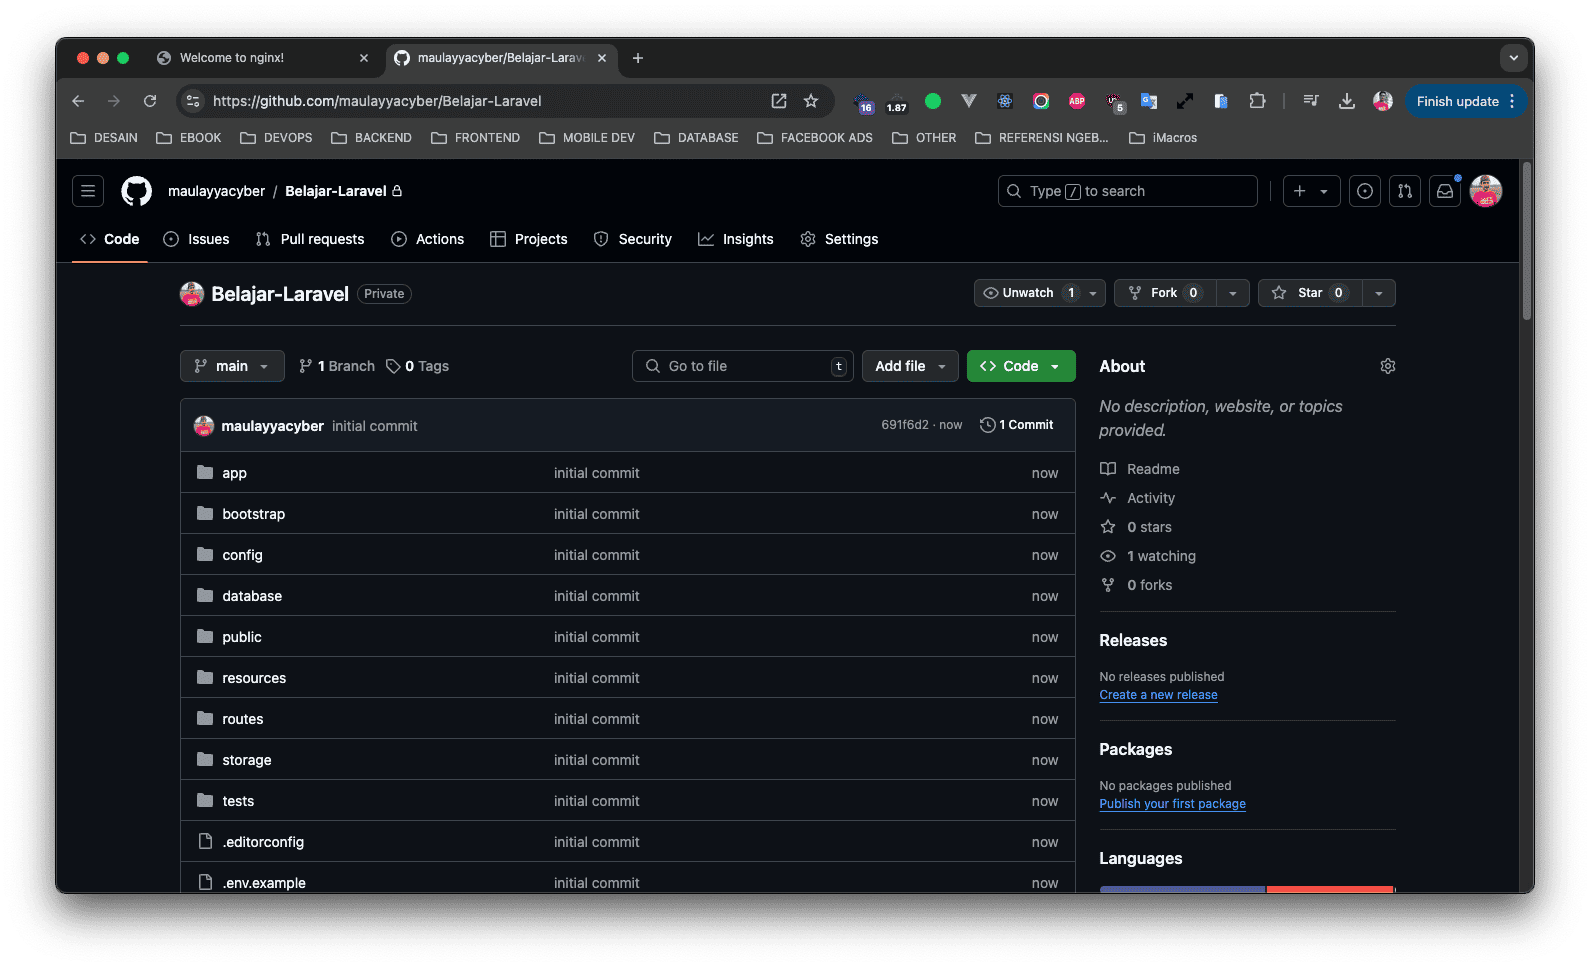 Welcome to nginx!
maulayyacyber/Belajar-Larav
https://github.com/maulayyacyber/Belajar-Laravel
16
1.87
ABP
5
Finish update
DESAIN
EBOOK
DEVOPS
BACKEND
FRONTEND
MOBILE DEV
DATABASE
FACEBOOK ADS
OTHER
REFERENSI NGEB...
iMacros
maulayyacyber / Belajar-Laravel
Type / to search
Code
Issues
Pull requests
Actions
Projects
Security
Insights
Settings
Belajar-Laravel Private
Unwatch 1
Fork 0
Star 0
main
1 Branch
0 Tags
Go to file t
Add file
Code
maulayyacyber initial commit 691f6d2 · now 1 Commit
app initial commit now
bootstrap initial commit now
config initial commit now
database initial commit now
public initial commit now
resources initial commit now
routes initial commit now
storage initial commit now
tests initial commit now
.editorconfig initial commit now
.env.example initial commit now
About
No description, website, or topics
provided.
Readme
Activity
0 stars
1 watching
0 forks
Releases
No releases published
Create a new release
Packages
No packages published
Publish your first package
Languages